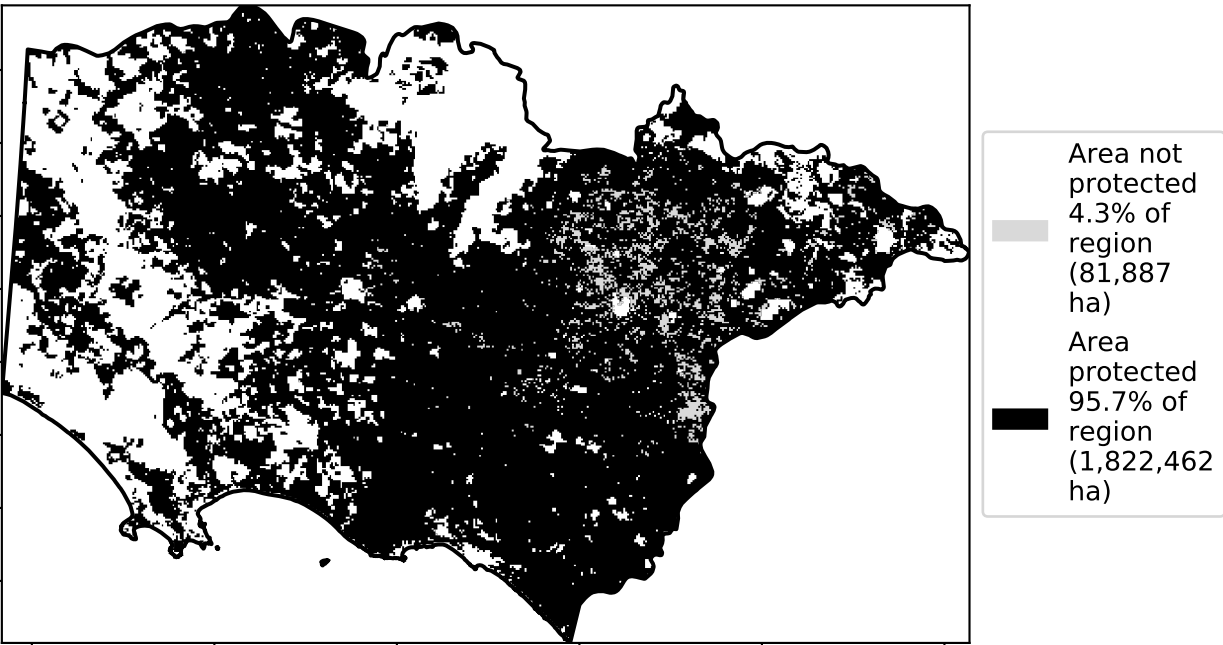 Area not
protected
4.3% of
region
(81,887
ha)
Area
protected
95.7% of
region
(1,822,462
ha)